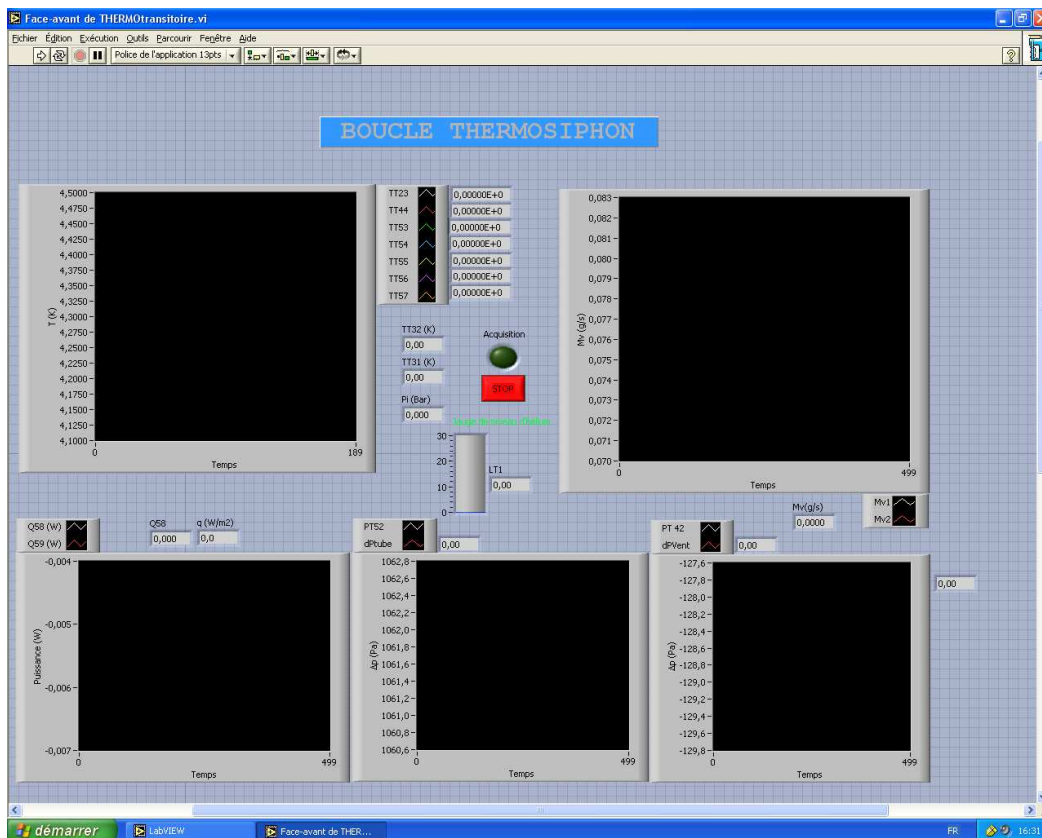 Face-avant de THERMOtransitoire.vi
Fichier Édition Exécution Outils Parcourir Fenêtre Aide
Police de l'application 13pts
BOUCLE THERMOSIPHON
4,5000
4,4750
4,4500
4,4250
4,4000
4,3750
4,3500
4,3250
4,3000
4,2750
4,2500
4,2250
4,2000
4,1750
4,1500
4,1250
4,1000
T (K)
0 189
Temps
TT23 0,00000E+0
TT44 0,00000E+0
TT53 0,00000E+0
TT54 0,00000E+0
TT55 0,00000E+0
TT56 0,00000E+0
TT57 0,00000E+0
TT32 (K)
0,00
TT31 (K)
0,00
Pi (Bar)
0,000
Acquisition
STOP
30
20
10
0
LT1
0,00
0,083
0,082
0,081
0,080
0,079
0,078
0,077
0,076
0,075
0,074
0,073
0,072
0,071
0,070
Mv (g/s)
0 499
Temps
Mv(g/s)
0,0000
Mv1
Mv2
Q58 (W)
Q59 (W)
Q58
0,000
q (W/m2)
0,0
-0,004
-0,005
-0,006
-0,007
Puissance (W)
0 499
Temps
PT52
dPtube 0,00
1062,8
1062,6
1062,4
1062,2
1062,0
1061,8
1061,6
1061,4
1061,2
1061,0
1060,8
1060,6
Δp (Pa)
0 499
Temps
PT 42
dPVent 0,00
-127,6
-128,0
-128,4
-128,6
-128,8
-129,0
-129,2
-129,4
-129,6
-129,8
Δp (Pa)
0 499
Temps
0,00
démarrer
LabVIEW
Face-avant de THER...
FR
16:31